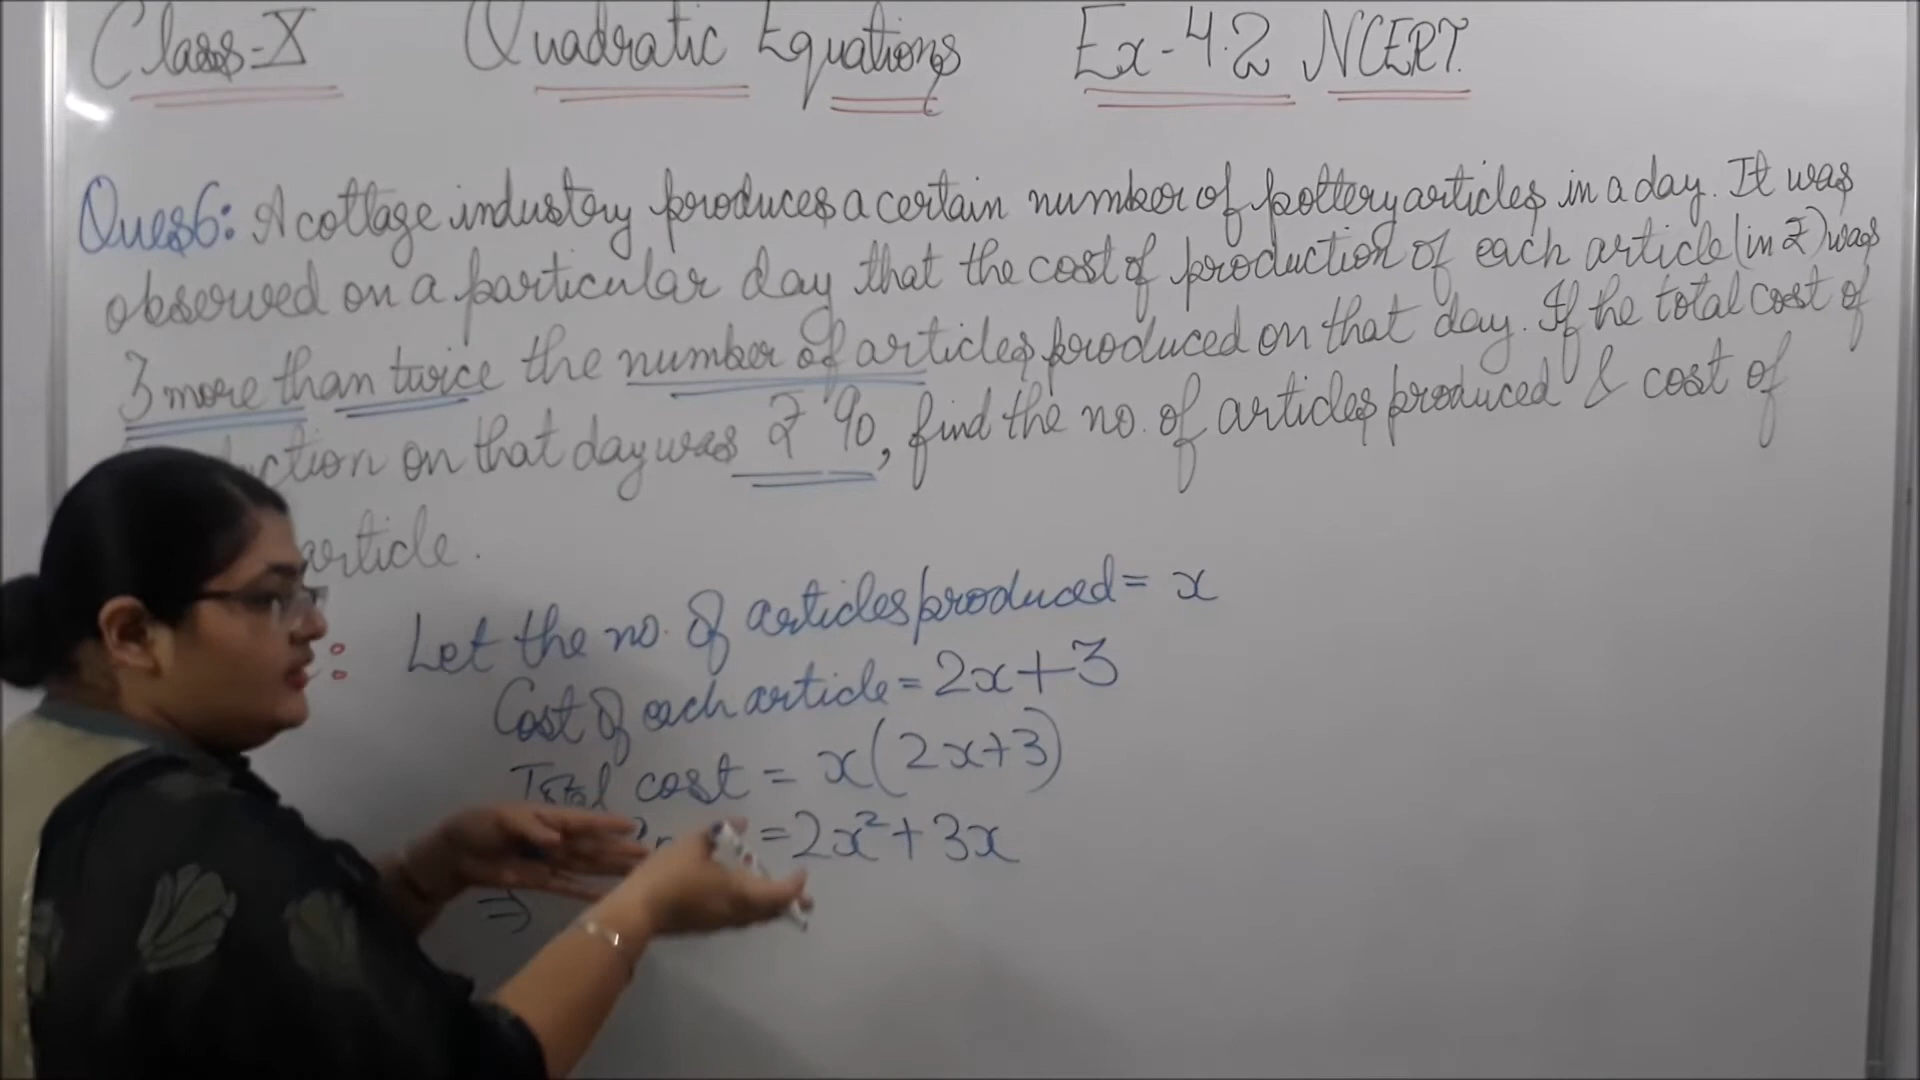 Class-X Quadratic Equations Ex-4.2 NCERT.
Ques6: A cottage industry produces a certain number of pottery articles in a day. It was
observed on a particular day that the cost of production of each article (in ₹) was
3 more than twice the number of articles produced on that day. If the total cost of
ction on that day was ₹ 90, find the no. of articles produced & cost of
article.
: Let the no. of articles produced = x
Cost of each article = 2x+3
Total cost = x(2x+3)
= 2x²+3x
⇒